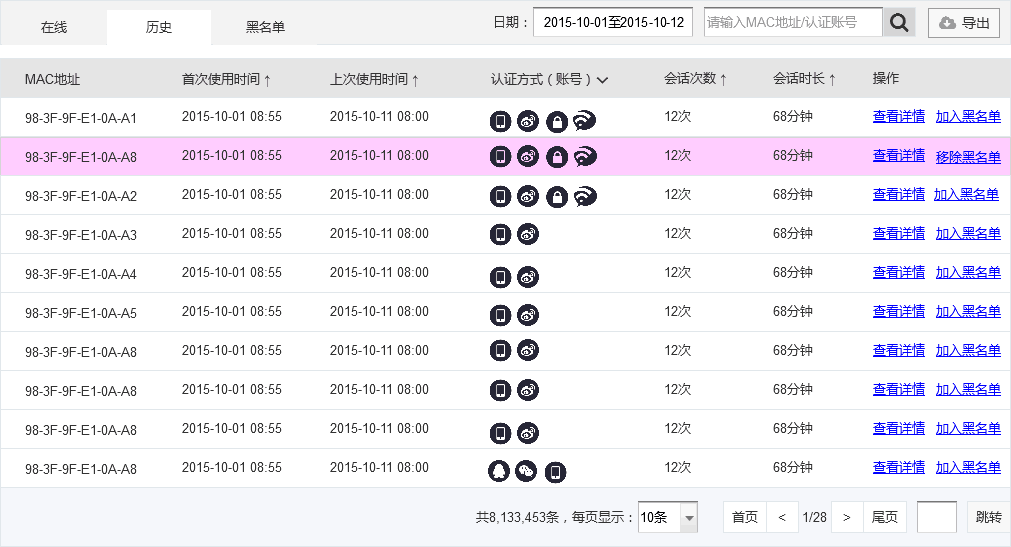 在线 历史 黑名单 日期： 2015-10-01至2015-10-12 请输入MAC地址/认证账号 导出
MAC地址 首次使用时间↑ 上次使用时间↑ 认证方式（账号） 会话次数↑ 会话时长↑ 操作
98-3F-9F-E1-0A-A1 2015-10-01 08:55 2015-10-11 08:00 12次 68分钟 查看详情 加入黑名单
98-3F-9F-E1-0A-A8 2015-10-01 08:55 2015-10-11 08:00 12次 68分钟 查看详情 移除黑名单
98-3F-9F-E1-0A-A2 2015-10-01 08:55 2015-10-11 08:00 12次 68分钟 查看详情 加入黑名单
98-3F-9F-E1-0A-A3 2015-10-01 08:55 2015-10-11 08:00 12次 68分钟 查看详情 加入黑名单
98-3F-9F-E1-0A-A4 2015-10-01 08:55 2015-10-11 08:00 12次 68分钟 查看详情 加入黑名单
98-3F-9F-E1-0A-A5 2015-10-01 08:55 2015-10-11 08:00 12次 68分钟 查看详情 加入黑名单
98-3F-9F-E1-0A-A8 2015-10-01 08:55 2015-10-11 08:00 12次 68分钟 查看详情 加入黑名单
98-3F-9F-E1-0A-A8 2015-10-01 08:55 2015-10-11 08:00 12次 68分钟 查看详情 加入黑名单
98-3F-9F-E1-0A-A8 2015-10-01 08:55 2015-10-11 08:00 12次 68分钟 查看详情 加入黑名单
98-3F-9F-E1-0A-A8 2015-10-01 08:55 2015-10-11 08:00 12次 68分钟 查看详情 加入黑名单
共8,133,453条，每页显示： 10条 首页 < 1/28 > 尾页 跳转